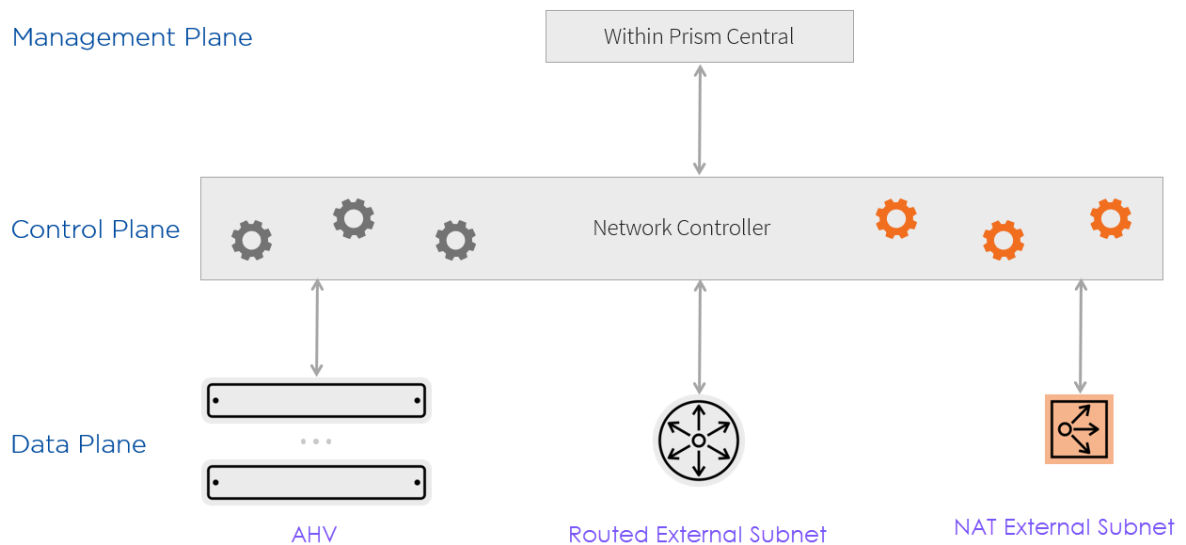 Management Plane
Within Prism Central
Control Plane
Network Controller
Data Plane
AHV
Routed External Subnet
NAT External Subnet